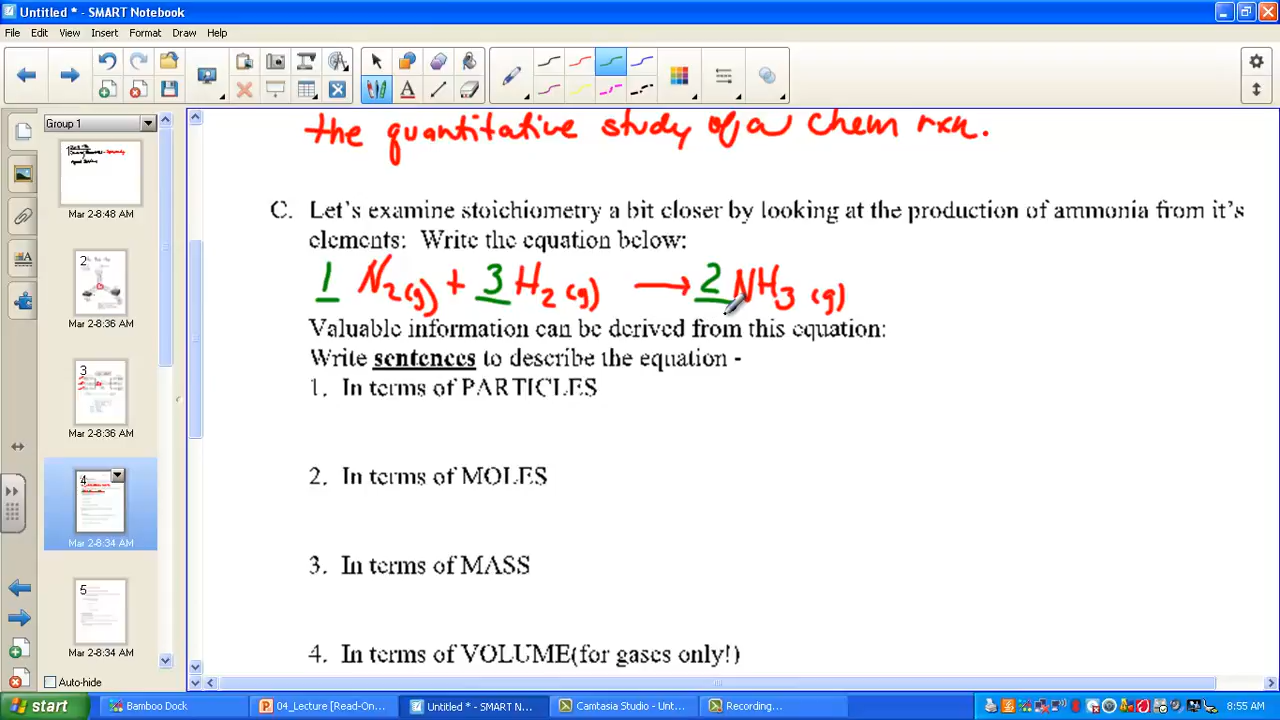 Untitled * - SMART Notebook
File Edit View Insert Format Draw Help
Group 1
Mar 2-8:48 AM
2
Mar 2-8:36 AM
3
Mar 2-8:36 AM
4
Mar 2-8:34 AM
5
Mar 2-8:34 AM
Auto-hide
the quantitative study of a chem rxn.
C. Let's examine stoichiometry a bit closer by looking at the production of ammonia from it's
elements: Write the equation below:
1 N2(g) + 3 H2(g) → 2 NH3(g)
Valuable information can be derived from this equation:
Write sentences to describe the equation -
1. In terms of PARTICLES
2. In terms of MOLES
3. In terms of MASS
4. In terms of VOLUME(for gases only!)
start Bamboo Dock 04_Lecture [Read-On... Untitled * - SMART N... Camtasia Studio - Unt... Recording... 8:55 AM